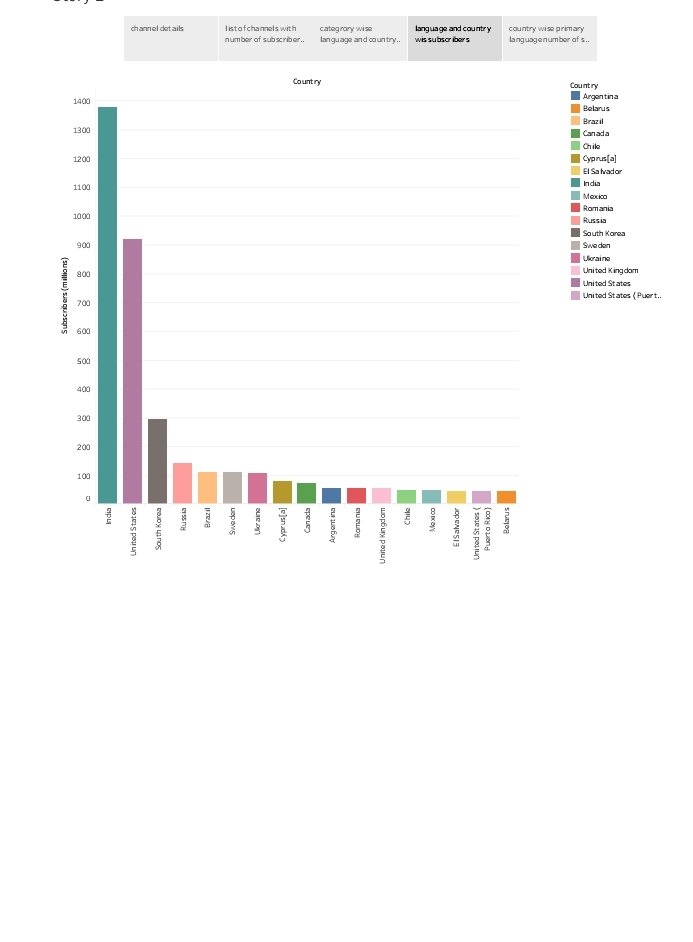 channel details
list of channels with
number of subscriber..
categrory wise
language and country..
language and country
wis subscribers
country wise primary
language number of s..
Country
Subscribers (millions)
1400
1300
1200
1100
1000
900
800
700
600
500
400
300
200
100
0
India
United States
South Korea
Russia
Brazil
Sweden
Ukraine
Cyprus[a]
Canada
Argentina
Romania
United Kingdom
Chile
Mexico
El Salvador
United States (
Puerto Rico)
Belarus
Country
Argentina
Belarus
Brazil
Canada
Chile
Cyprus[a]
El Salvador
India
Mexico
Romania
Russia
South Korea
Sweden
Ukraine
United Kingdom
United States
United States ( Puert..